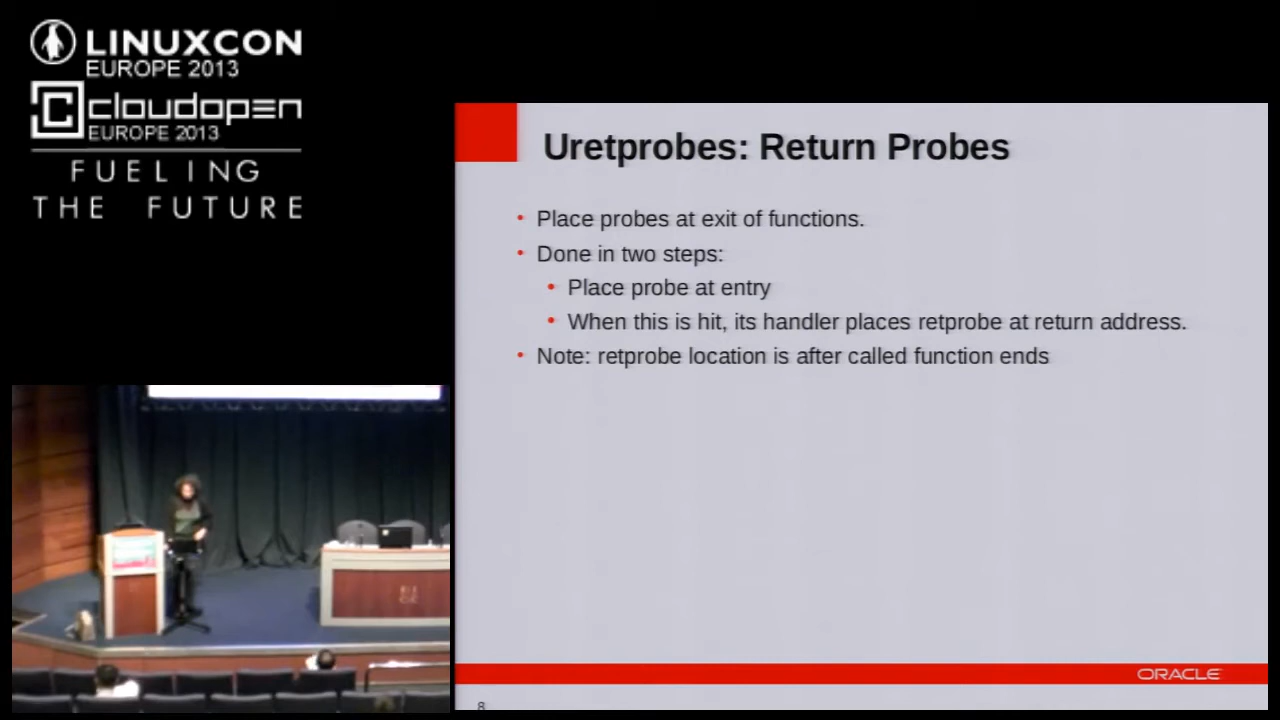 LINUXCON
EUROPE 2013
cloudopen
EUROPE 2013
FUELING
THE FUTURE
Uretprobes: Return Probes
• Place probes at exit of functions.
• Done in two steps:
• Place probe at entry
• When this is hit, its handler places retprobe at return address.
• Note: retprobe location is after called function ends
ORACLE
8